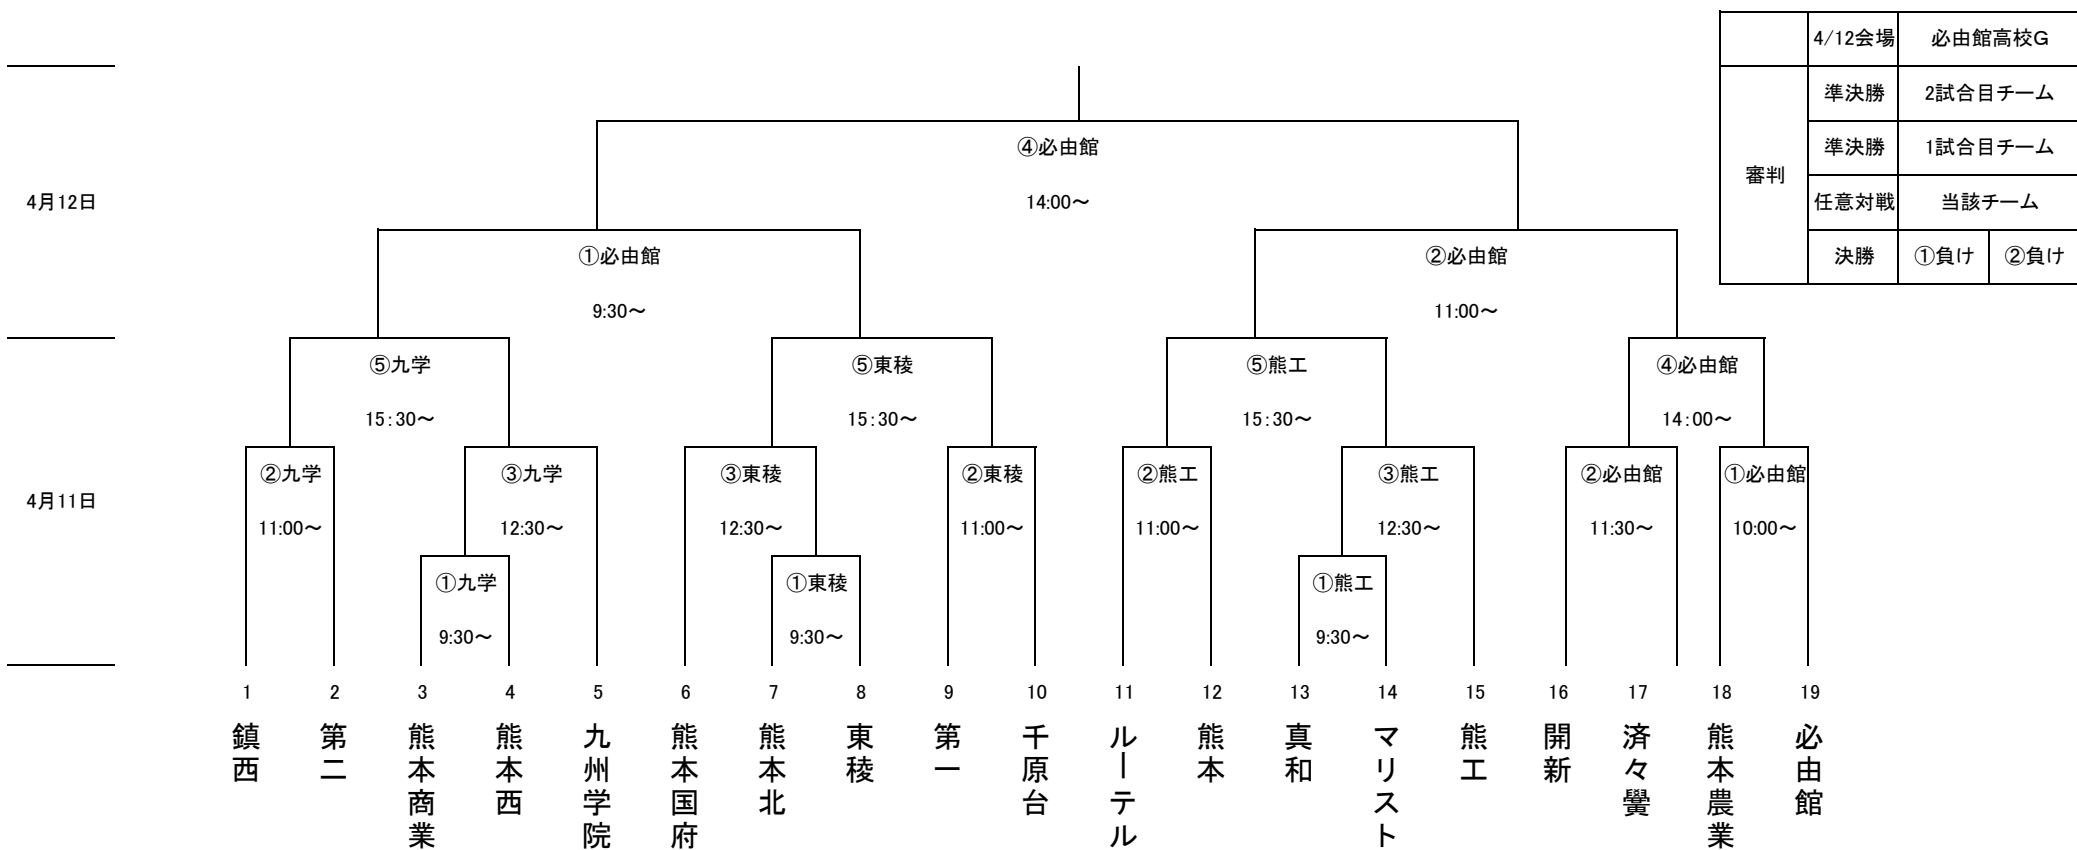 4/12会場 必由館高校G
審判
準決勝 2試合目チーム
準決勝 1試合目チーム
任意対戦 当該チーム
決勝 ①負け ②負け
④必由館
4月12日 14:00～
①必由館 ②必由館
9:30～ 11:00～
⑤九学 ⑤東稜 ⑤熊工 ④必由館
15:30～ 15:30～ 15:30～ 14:00～
②九学 ③九学 ③東稜 ②東稜 ②熊工 ③熊工 ②必由館 ①必由館
4月11日
11:00～ 12:30～ 12:30～ 11:00～ 11:00～ 12:30～ 11:30～ 10:00～
①九学 ①東稜 ①熊工
9:30～ 9:30～ 9:30～
1 2 3 4 5 6 7 8 9 10 11 12 13 14 15 16 17 18 19
鎮西
第二
熊本商業
熊本西
九州学院
熊本国府
熊本北
東稜
第一
千原台
ルーテル
熊本
真和
マリスト
熊工
開新
済々黌
熊本農業
必由館